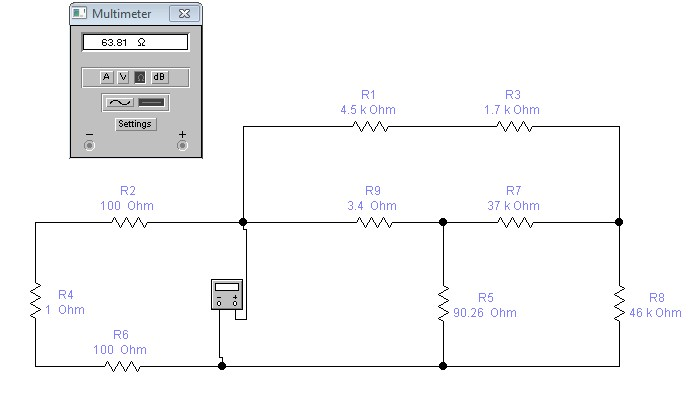 Multimeter
63.81 Ω
A V Ω dB
Settings
− +
R1
4.5 k Ohm
R3
1.7 k Ohm
R2
100 Ohm
R9
3.4 Ohm
R7
37 k Ohm
R4
1 Ohm
− +
R5
90.26 Ohm
R8
46 k Ohm
R6
100 Ohm